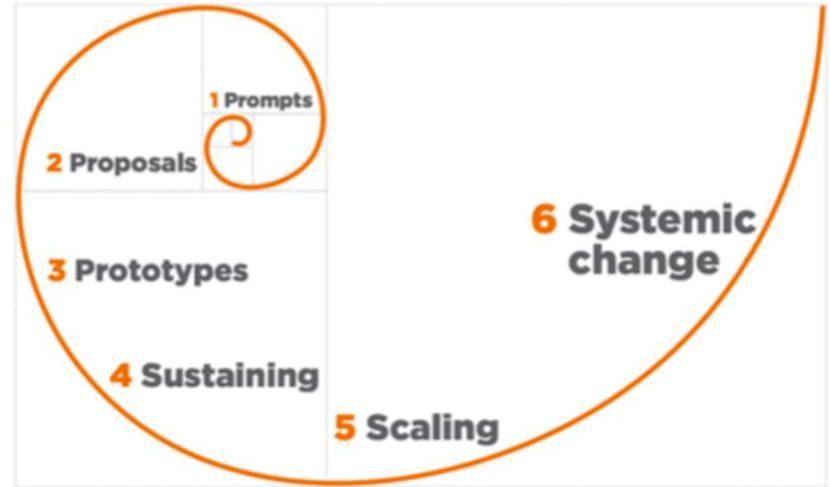 1 Prompts
2 Proposals
3 Prototypes
4 Sustaining
5 Scaling
6 Systemic
change